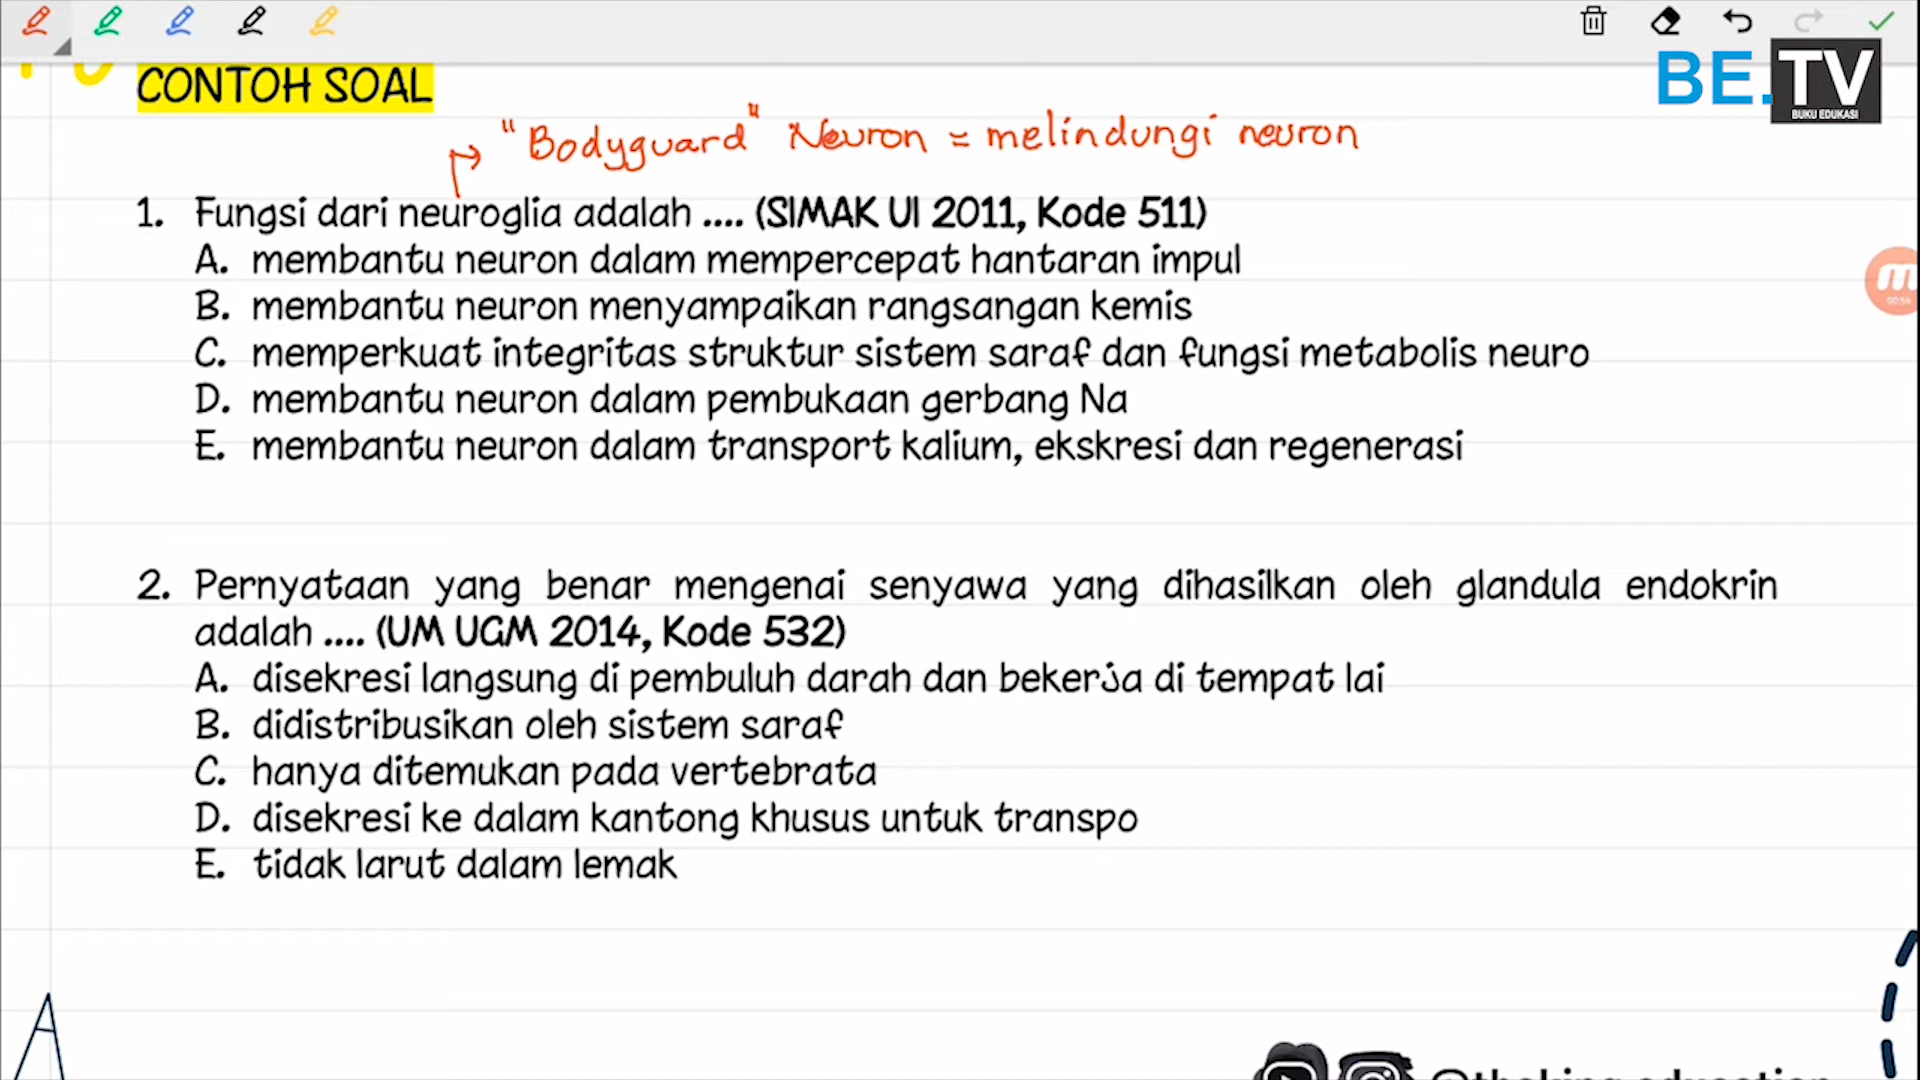 BE.TV
BUKU EDUKASI
CONTOH SOAL
"Bodyguard" Neuron = melindungi neuron
1. Fungsi dari neuroglia adalah .... (SIMAK UI 2011, Kode 511)
A. membantu neuron dalam mempercepat hantaran impul
B. membantu neuron menyampaikan rangsangan kemis
C. memperkuat integritas struktur sistem saraf dan fungsi metabolis neuro
D. membantu neuron dalam pembukaan gerbang Na
E. membantu neuron dalam transport kalium, ekskresi dan regenerasi
2. Pernyataan yang benar mengenai senyawa yang dihasilkan oleh glandula endokrin
adalah .... (UM UGM 2014, Kode 532)
A. disekresi langsung di pembuluh darah dan bekerja di tempat lai
B. didistribusikan oleh sistem saraf
C. hanya ditemukan pada vertebrata
D. disekresi ke dalam kantong khusus untuk transpo
E. tidak larut dalam lemak
A